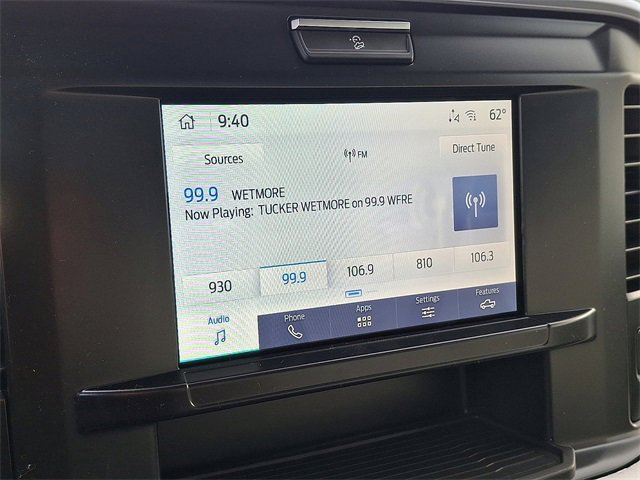 9:40
62°
Sources
FM
Direct Tune
99.9 WETMORE
Now Playing: TUCKER WETMORE on 99.9 WFRE
930
99.9
106.9
810
106.3
Audio
Phone
Apps
Settings
Features